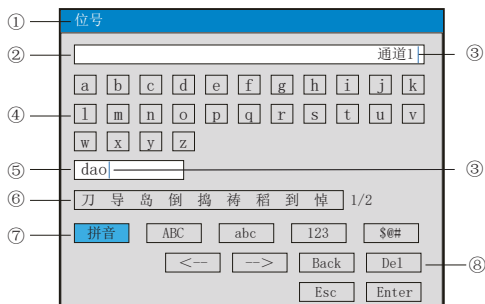 ① 位号
② 通道1 ③
a b c d e f g h i j k
④ l m n o p q r s t u v
w x y z
⑤ dao ③
⑥ 刀 导 岛 倒 捣 祷 稻 到 悼 1/2
⑦ 拼音 ABC abc 123 $@#
<-- --> Back Del ⑧
Esc Enter